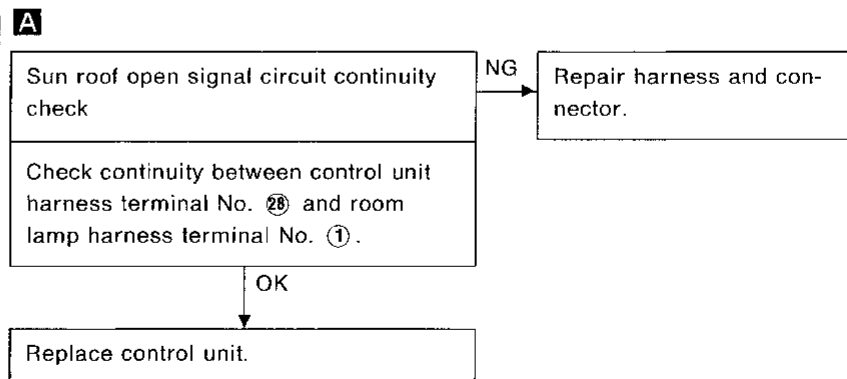 A
Sun roof open signal circuit continuity
check
NG
Repair harness and con-
nector.
Check continuity between control unit
harness terminal No. ㉘ and room
lamp harness terminal No. ①.
OK
Replace control unit.